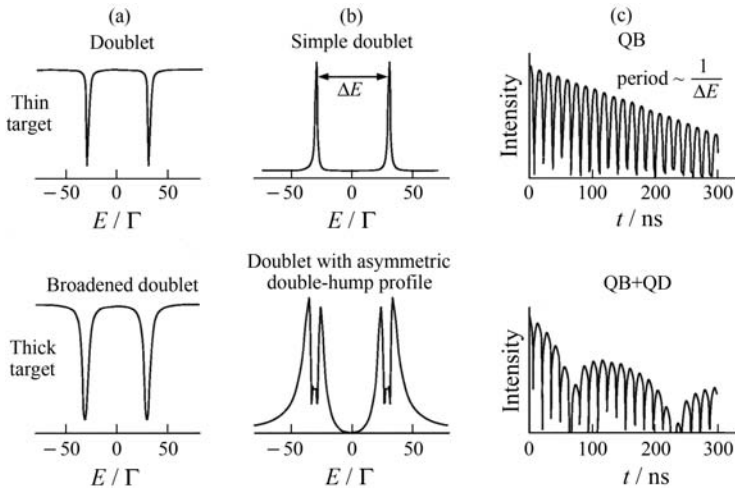 (a)
(b)
(c)
Doublet
Simple doublet
QB
Thin
target
ΔE
period ~ 1/ΔE
Intensity
−50 0 50
−50 0 50
0 100 200 300
E / Γ
E / Γ
t / ns
Broadened doublet
Doublet with asymmetric
double-hump profile
QB+QD
Thick
target
Intensity
−50 0 50
−50 0 50
0 100 200 300
E / Γ
E / Γ
t / ns